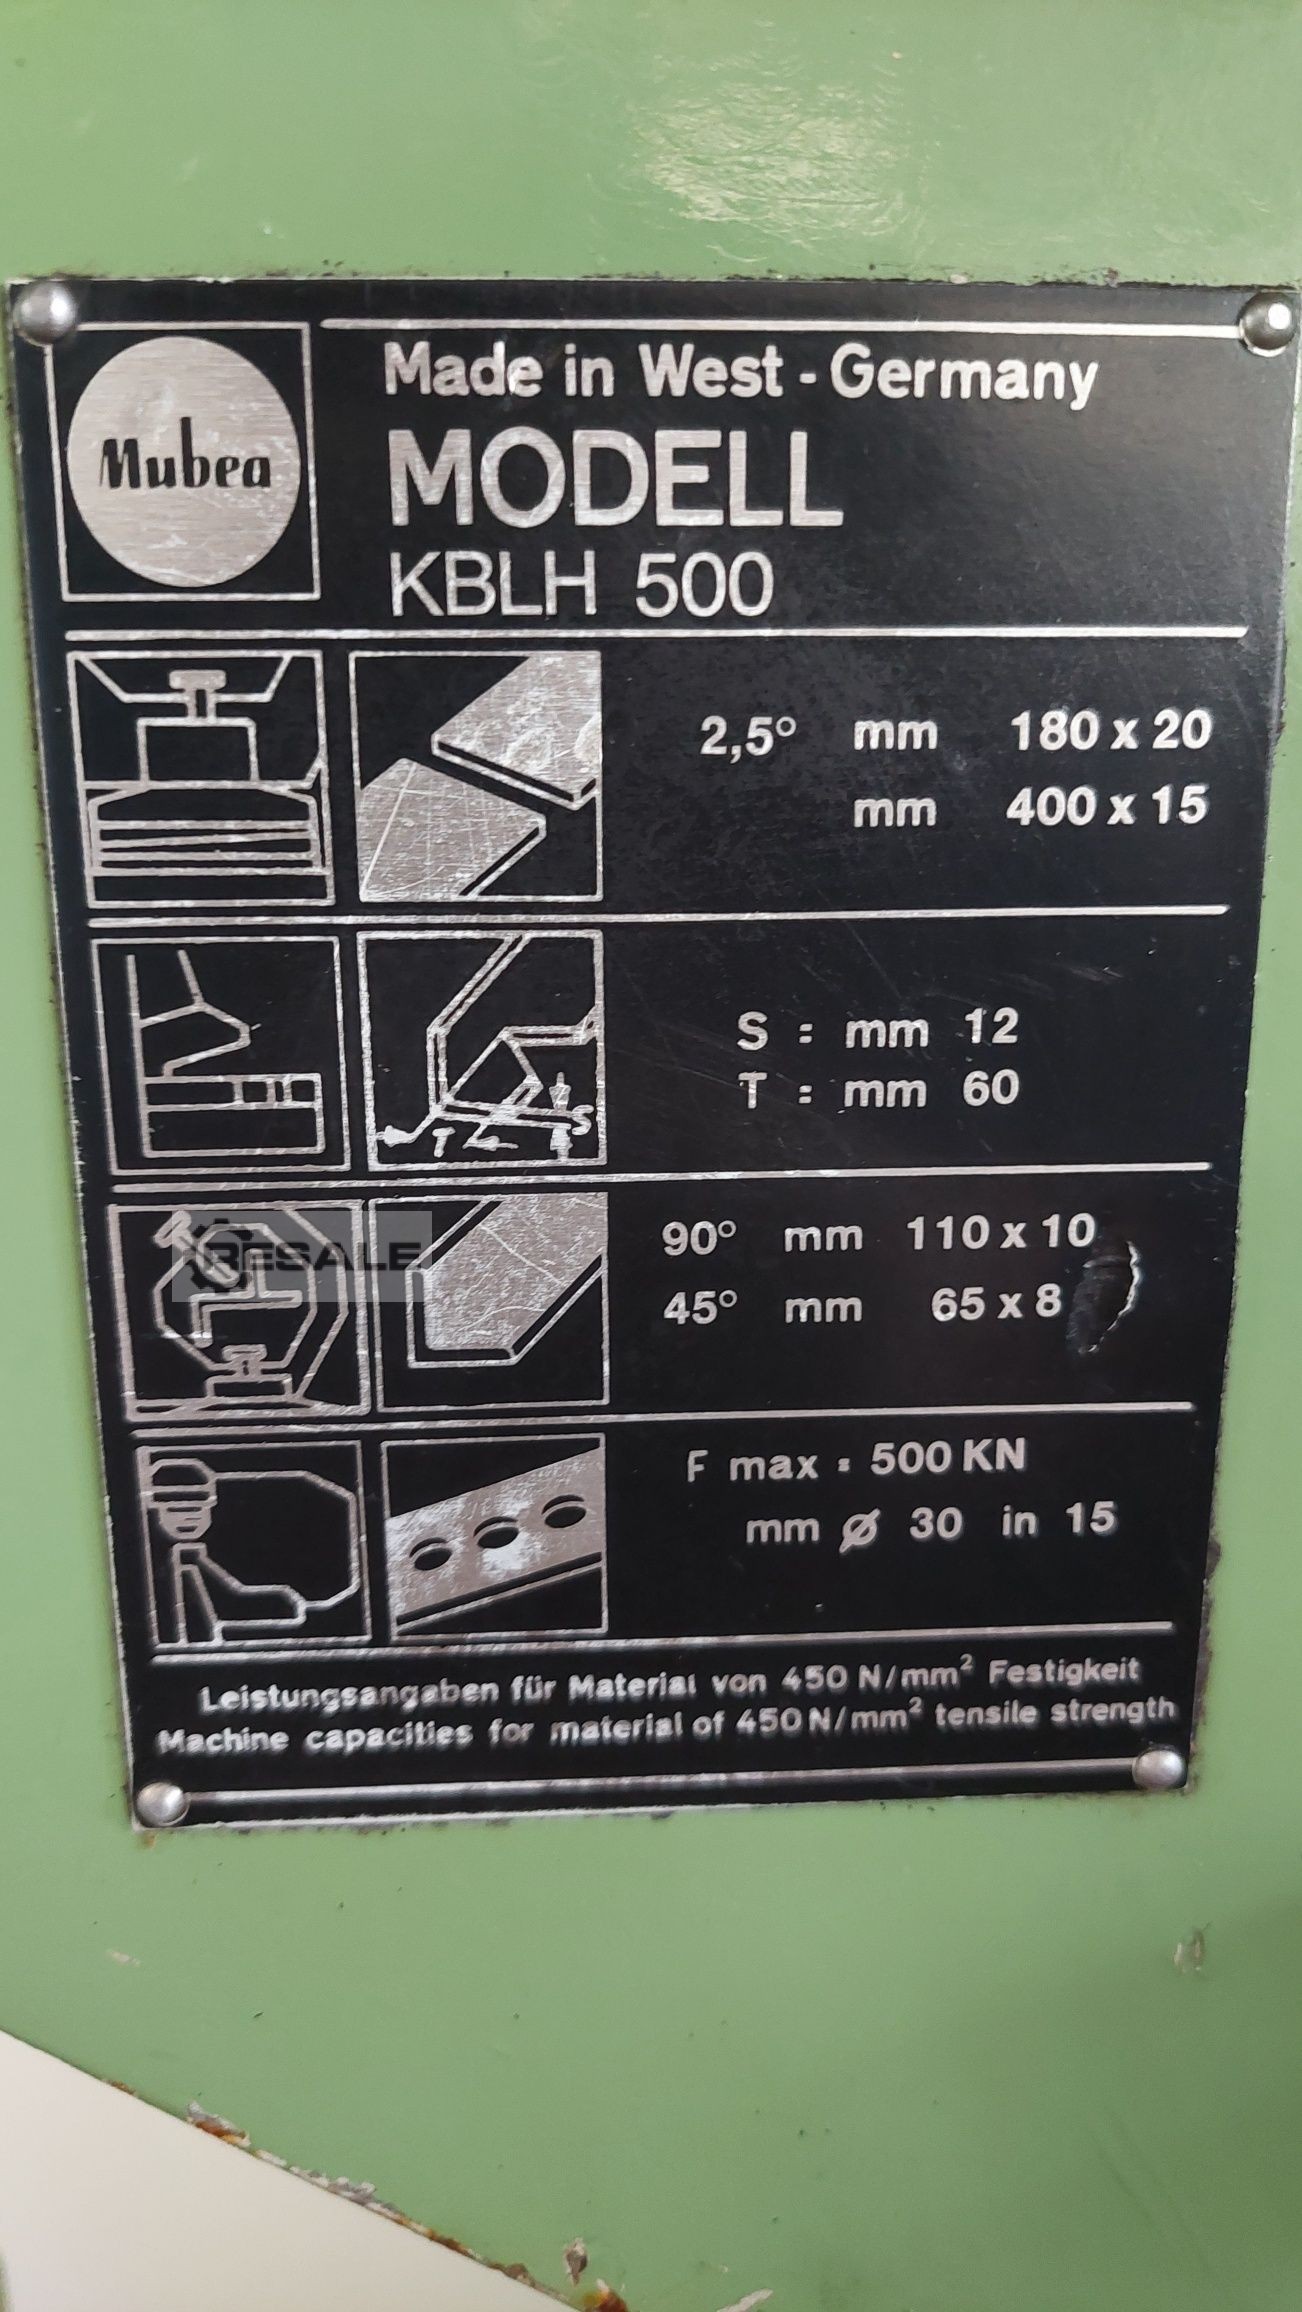 Mubea
Made in West - Germany
MODELL
KBLH 500
2,5° mm 180 x 20
mm 400 x 15
S : mm 12
T : mm 60
T S
RESALE
90° mm 110 x 10
45° mm 65 x 8
F max = 500 KN
mm ø 30 in 15
Leistungsangaben für Material von 450 N/mm² Festigkeit
Machine capacities for material of 450 N/mm² tensile strength